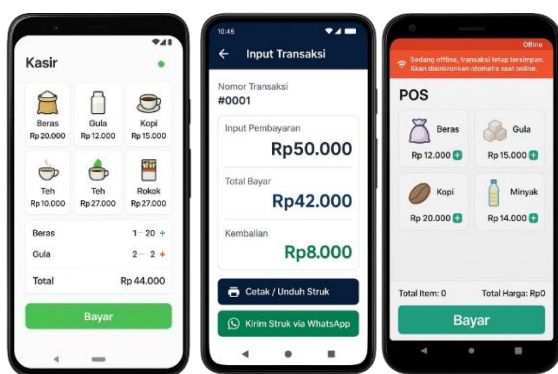 Kasir
Beras
Rp 20.000
Gula
Rp 12.000
Kopi
Rp 15.000
Teh
Rp 10.000
Teh
Rp 27.000
Rokok
Rp 27.000
Beras 1 - 20 +
Gula 2 - 2 +
Total Rp 44.000
Bayar
10:45
Input Transaksi
Nomor Transaksi
#0001
Input Pembayaran
Rp50.000
Total Bayar
Rp42.000
Kembalian
Rp8.000
Cetak / Unduh Struk
Kirim Struk via WhatsApp
Offline
Sedang offline, transaksi tetap tersimpan.
Akan disinkronkan otomatis saat online.
POS
Beras
Rp 12.000
Gula
Rp 15.000
Kopi
Rp 20.000
Minyak
Rp 14.000
Total Item: 0 Total Harga: Rp0
Bayar